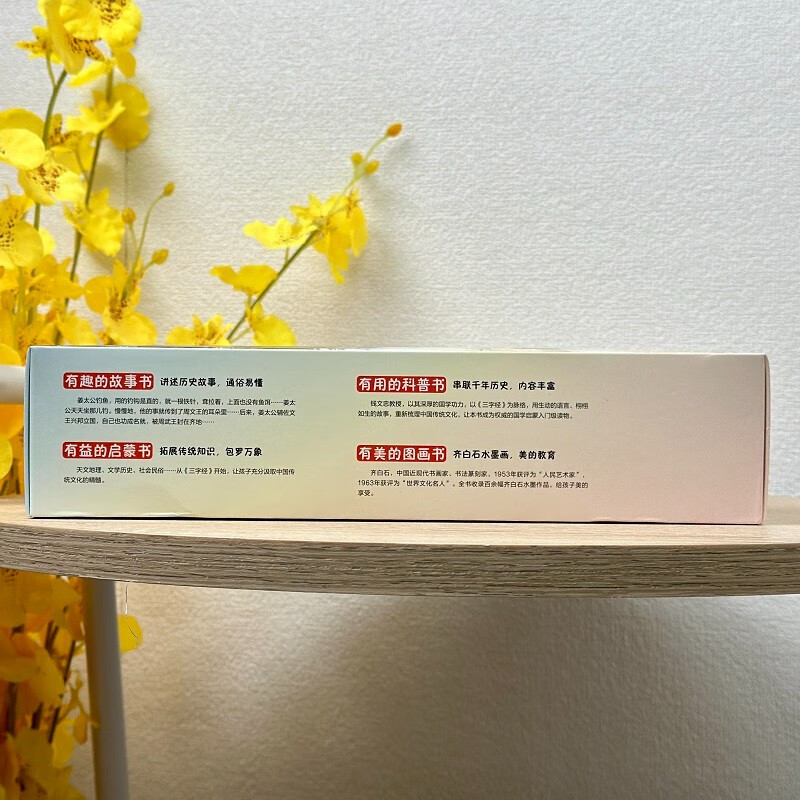 有趣的故事书 讲述历史故事，通俗易懂
姜太公钓鱼，用的钓钩是直的，就一根铁针，耷拉着，上面也没有鱼饵……姜太
公天天坐那儿钓，慢慢地，他的事就传到了周文王的耳朵里……后来，姜太公辅佐文
王兴邦立国，自己也功成名就，被周武王封在齐地……
有益的启蒙书 拓展传统知识，包罗万象
天文地理、文学历史、社会民俗……从《三字经》开始，让孩子充分汲取中国传
统文化的精髓。
有用的科普书 串联千年历史，内容丰富
钱文忠教授，以其深厚的国学功力，以《三字经》为脉络，用生动的语言、栩栩
如生的故事，重新梳理中国传统文化，让本书成为权威的国学启蒙入门级读物。
有美的图画书 齐白石水墨画，美的教育
齐白石，中国近现代书画家、书法篆刻家，1953年获评为“人民艺术家”，
1963年获评为“世界文化名人”。全书收录百余幅齐白石水墨作品，给孩子美的
享受。